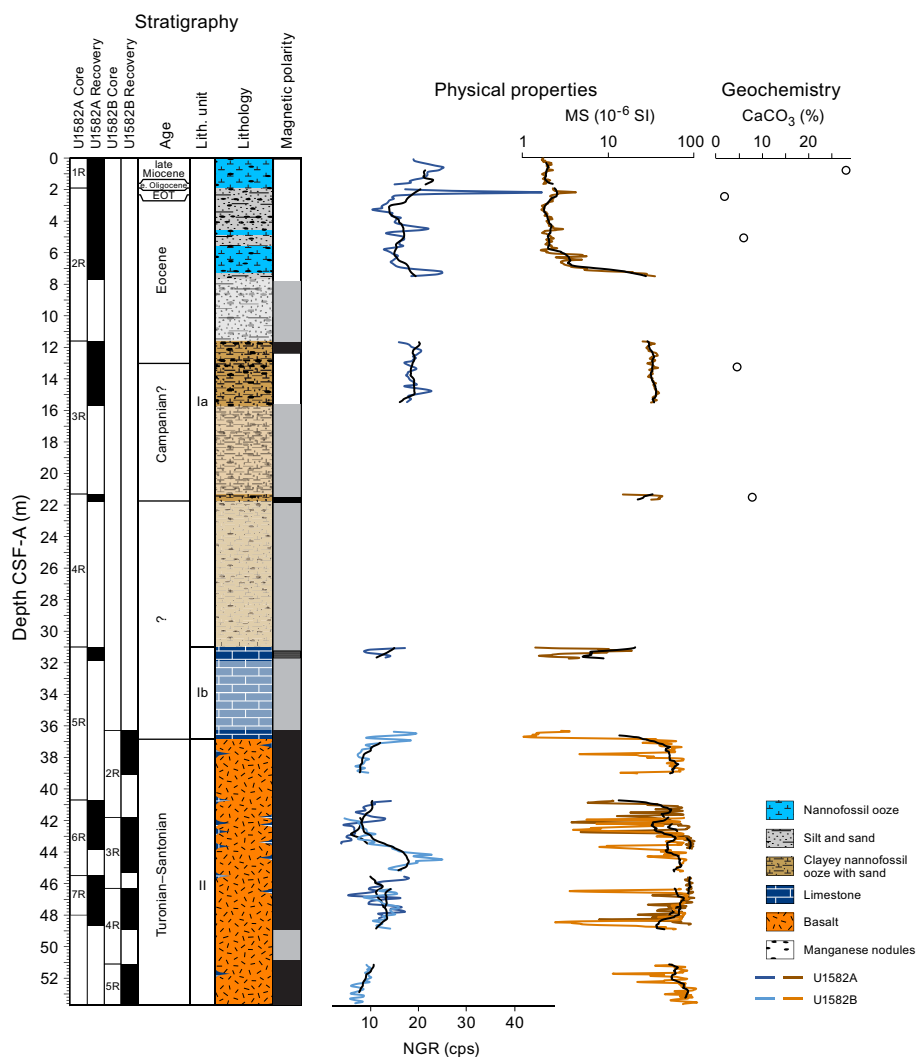 Stratigraphy
U1582A Core
U1582A Recovery
U1582B Core
U1582B Recovery
Age
Lith. unit
Lithology
Magnetic polarity
Physical properties
Geochemistry
MS (10-6 SI)
CaCO3 (%)
1 10 100
0 10 20
Depth CSF-A (m)
0
2
4
6
8
10
12
14
16
18
20
22
24
26
28
30
32
34
36
38
40
42
44
46
48
50
52
1R
2R
3R
4R
5R
6R
7R
2R
3R
4R
5R
late
Miocene
e. Oligocene
EOT
Eocene
Campanian?
?
Turonian–Santonian
Ia
Ib
II
Nannofossil ooze
Silt and sand
Clayey nannofossil
ooze with sand
Limestone
Basalt
Manganese nodules
U1582A
U1582B
10 20 30 40
NGR (cps)